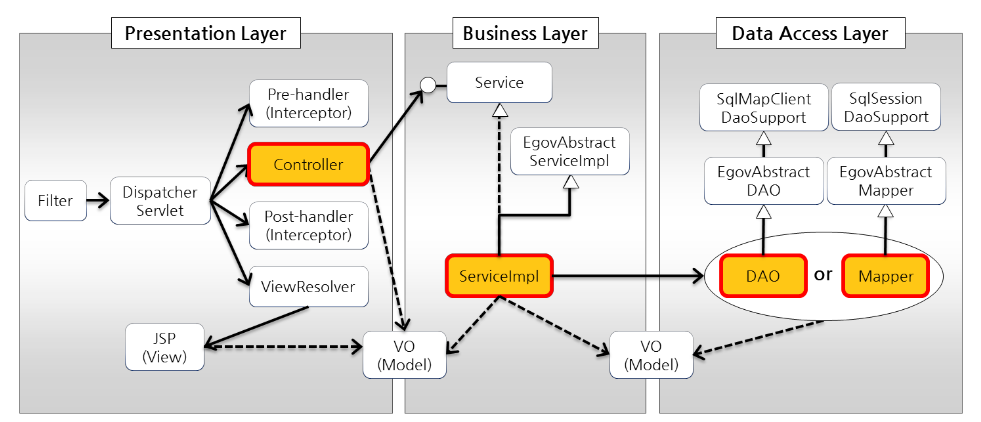 Presentation Layer
Business Layer
Data Access Layer
Pre-handler
(Interceptor)
Controller
Filter
Dispatcher
Servlet
Post-handler
(Interceptor)
ViewResolver
JSP
(View)
VO
(Model)
Service
EgovAbstract
ServiceImpl
ServiceImpl
VO
(Model)
SqlMapClient
DaoSupport
SqlSession
DaoSupport
EgovAbstract
DAO
EgovAbstract
Mapper
DAO
or
Mapper